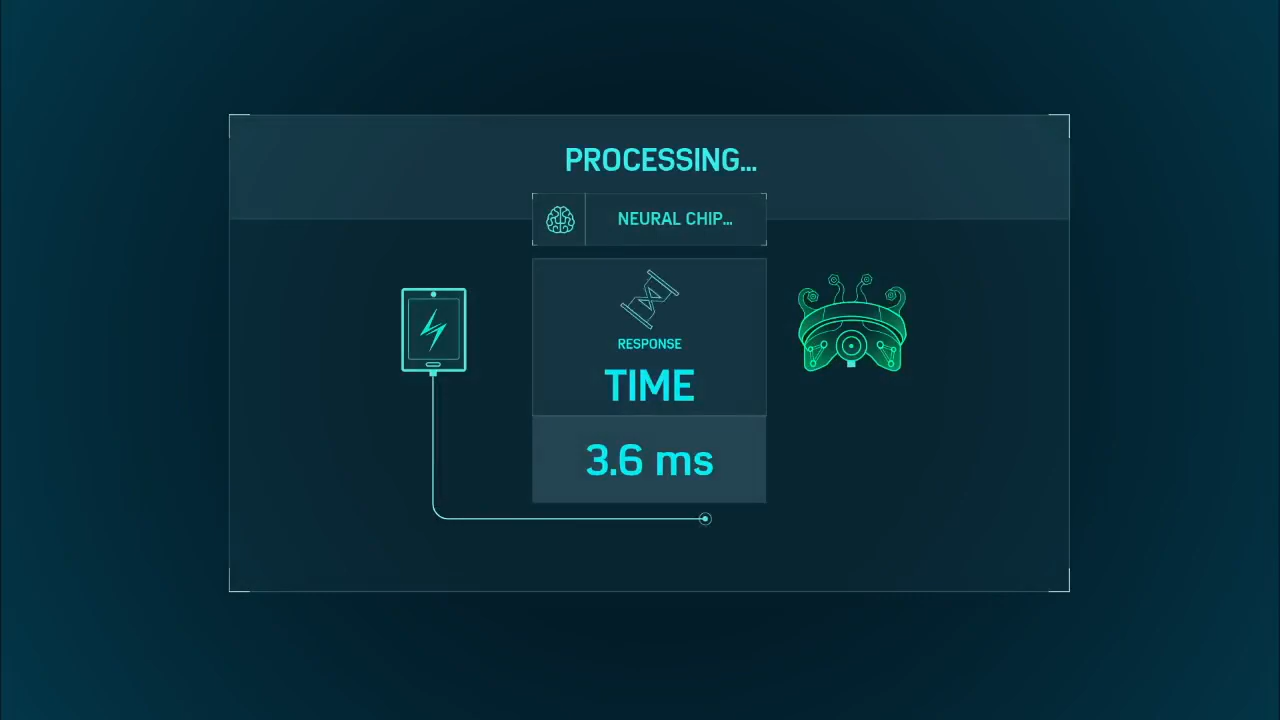 PROCESSING...
NEURAL CHIP...
RESPONSE
TIME
3.6 ms